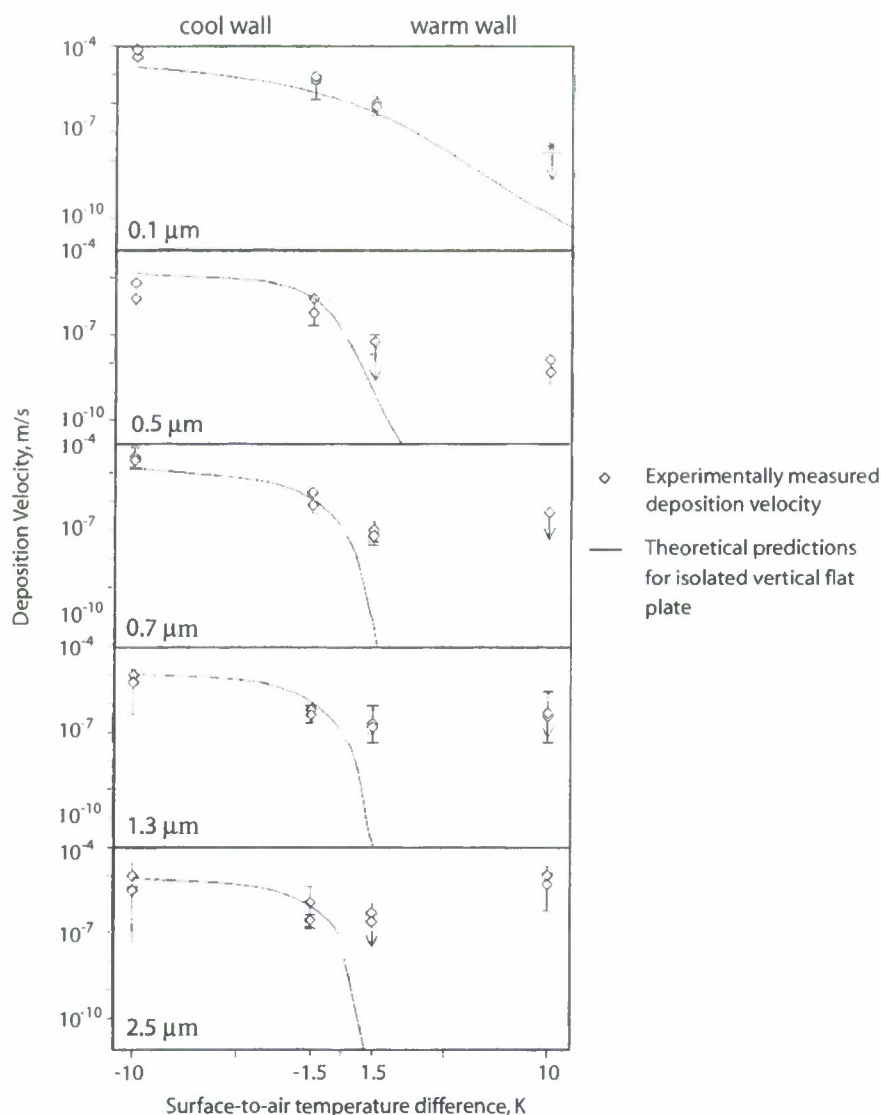 cool wall warm wall
10-4
10-7
10-10
0.1 μm
10-4
10-7
10-10
0.5 μm
10-4
10-7
10-10
0.7 μm
10-4
10-7
10-10
1.3 μm
10-4
10-7
10-10
2.5 μm
-10 -1.5 1.5 10
Surface-to-air temperature difference, K
Deposition Velocity, m/s
Experimentally measured
deposition velocity
Theoretical predictions
for isolated vertical flat
plate